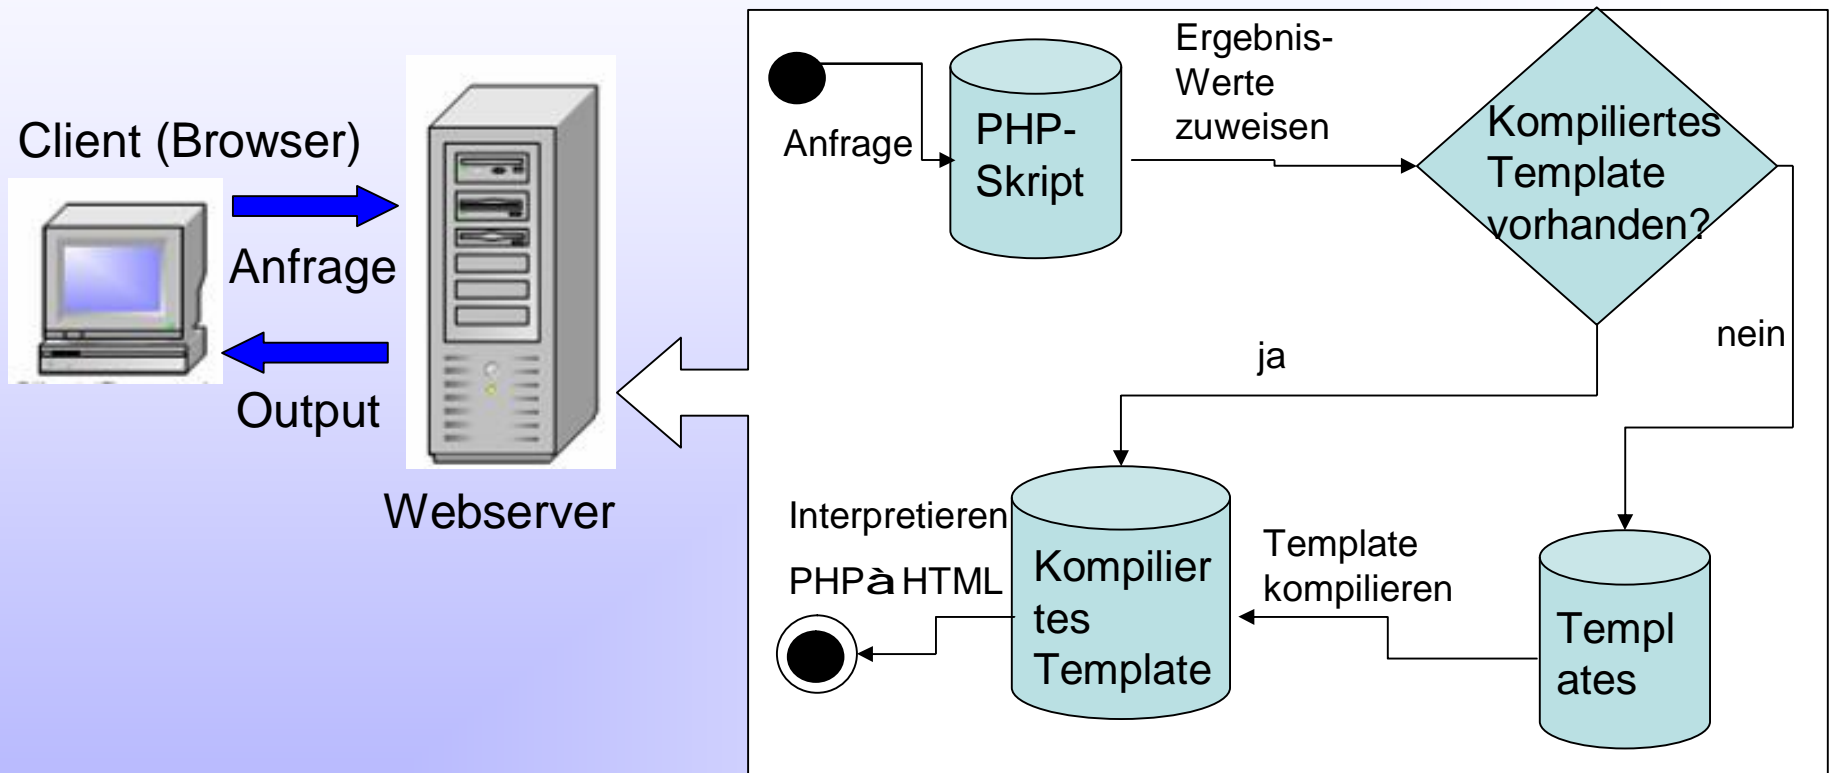 Client (Browser)
Anfrage
Output
Webserver
Anfrage
PHP-
Skript
Ergebnis-
Werte
zuweisen
Kompiliertes
Template
vorhanden?
ja
nein
Interpretieren
PHPà HTML
Kompilier
tes
Template
Template
kompilieren
Templ
ates